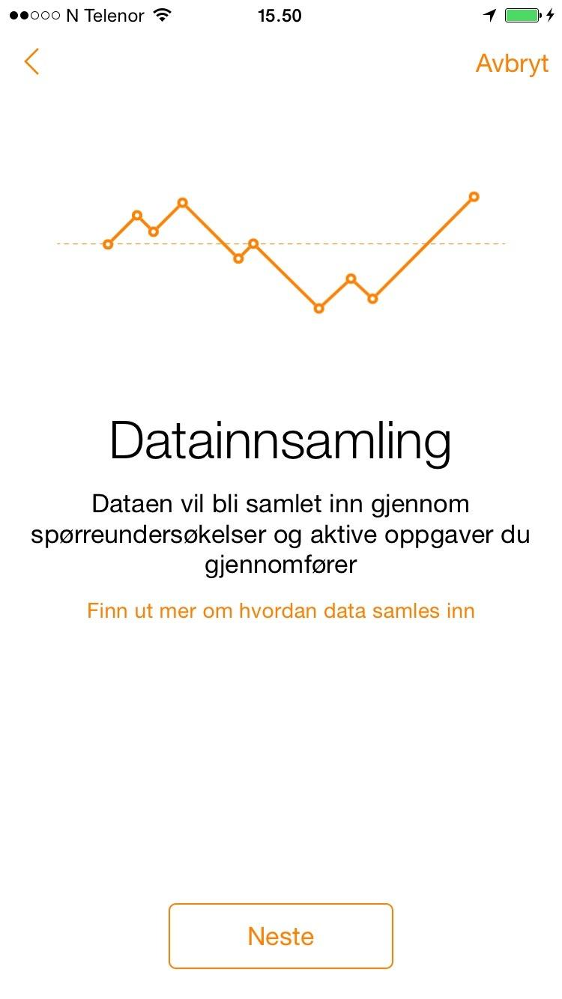 N Telenor 15.50
Avbryt
Datainnsamling
Dataen vil bli samlet inn gjennom
spørreundersøkelser og aktive oppgaver du
gjennomfører
Finn ut mer om hvordan data samles inn
Neste